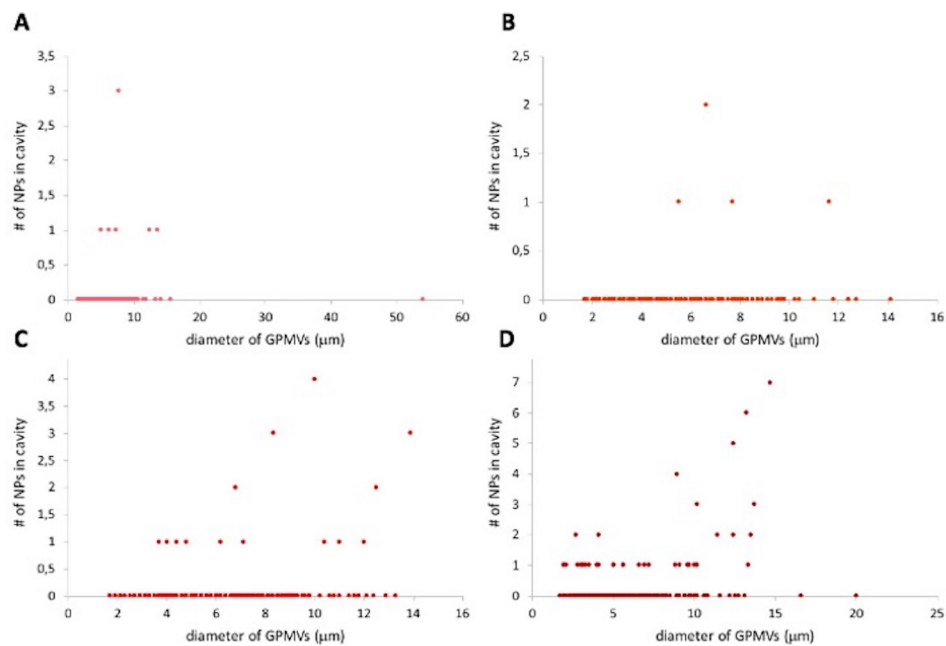 A
3,5
3
2,5
2
1,5
1
0,5
0
# of NPs in cavity
0 10 20 30 40 50 60
diameter of GPMVs (μm)
B
2,5
2
1,5
1
0,5
0
# of NPs in cavity
0 2 4 6 8 10 12 14 16
diameter of GPMVs (μm)
C
4
3,5
3
2,5
2
1,5
1
0,5
0
# of NPs in cavity
0 2 4 6 8 10 12 14 16
diameter of GPMVs (μm)
D
7
6
5
4
3
2
1
0
# of NPs in cavity
0 5 10 15 20 25
diameter of GPMVs (μm)